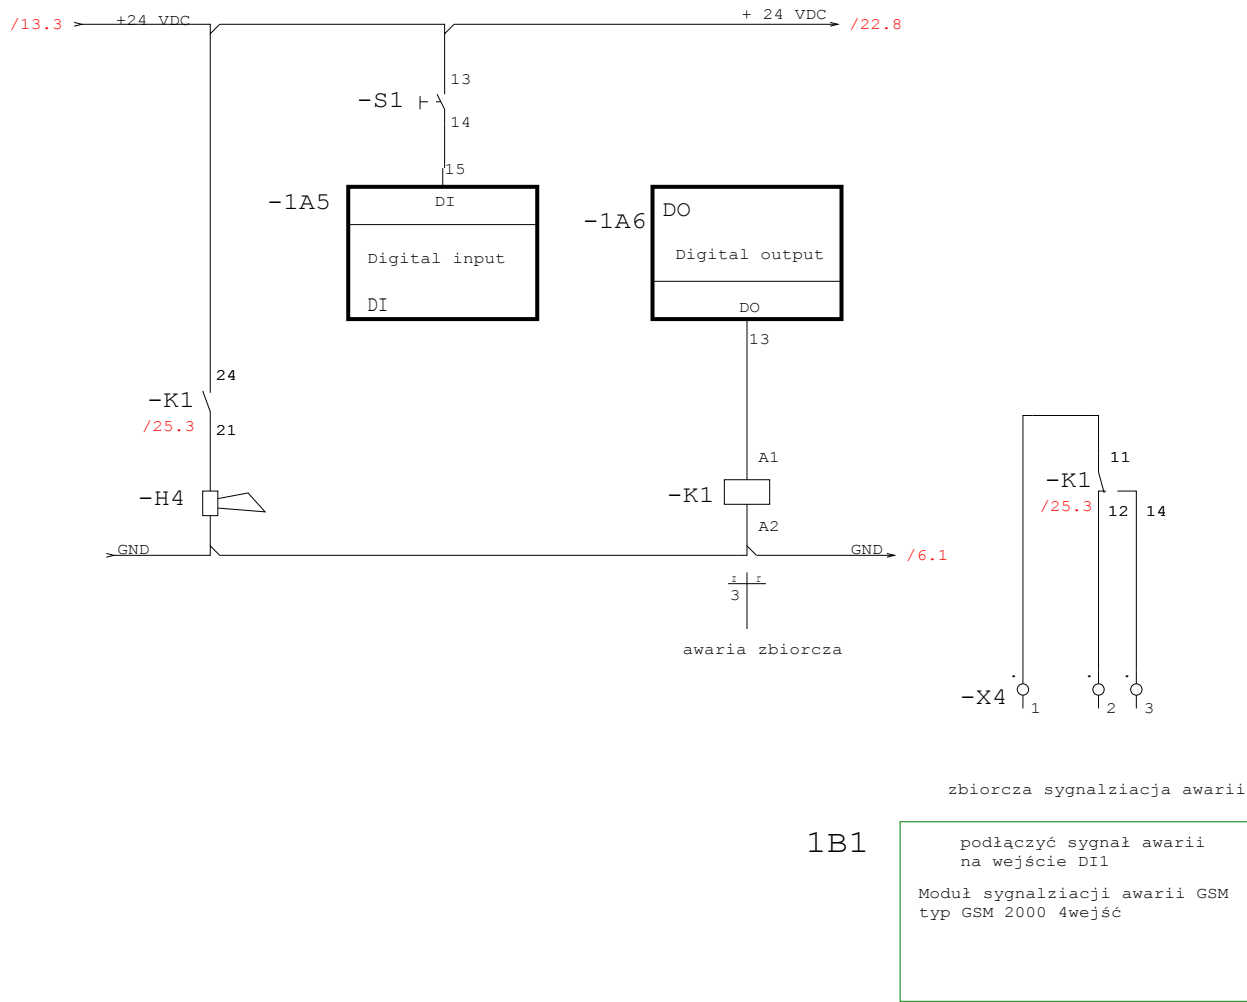 /13.3 +24 VDC + 24 VDC /22.8
13
-S1
14
15
-1A5 DI
-1A6 DO
Digital input
Digital output
DI
DO
13
24
-K1
/25.3 21
A1
11
-K1
/25.3 12 14
-H4
-K1
A2
GND GND /6.1
z r
3
awaria zbiorcza
-X4 1 2 3
zbiorcza sygnalziacja awarii
1B1
podłączyć sygnał awarii
na wejście DI1
Moduł sygnalziacji awarii GSM
typ GSM 2000 4wejść